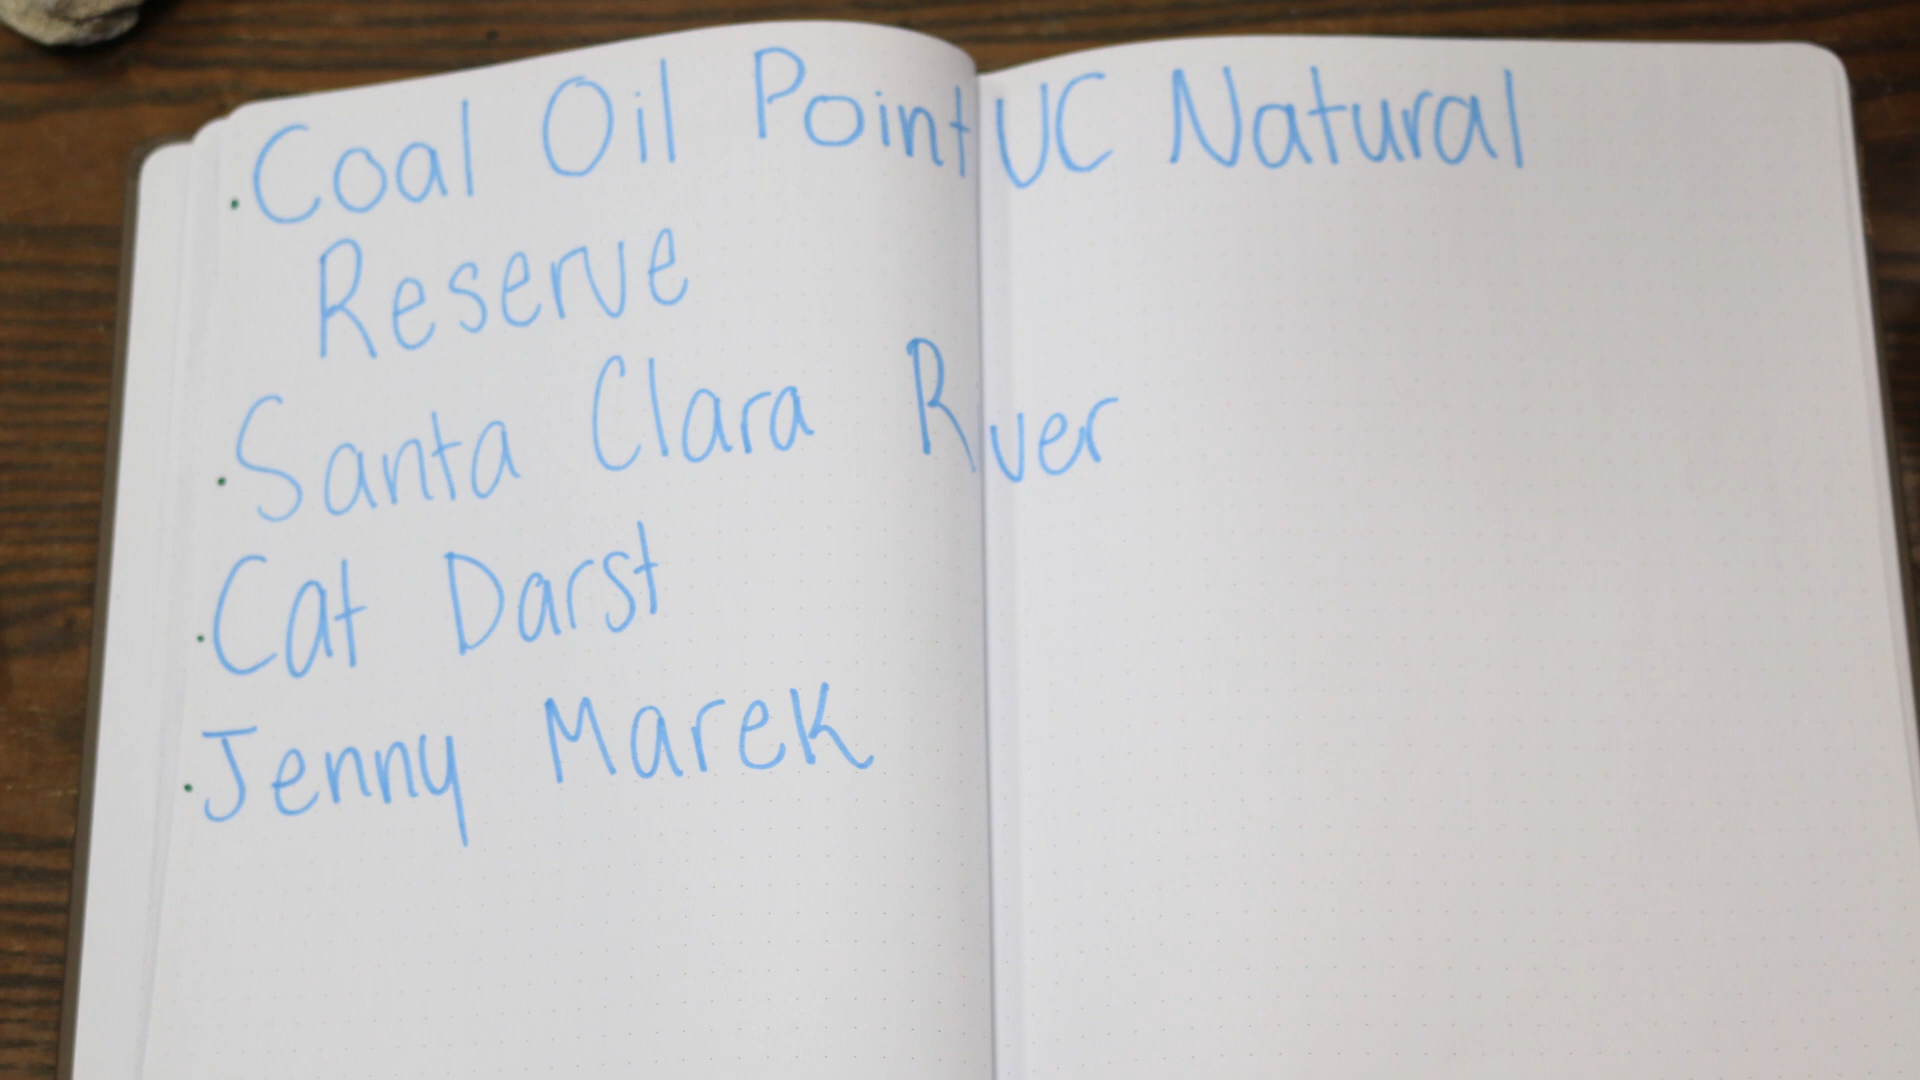 · Coal Oil Point UC Natural
Reserve
· Santa Clara River
· Cat Darst
· Jenny Marek